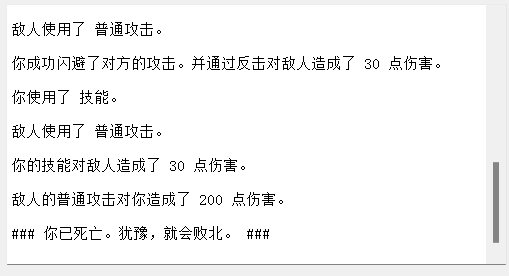 敌人使用了 普通攻击。
你成功闪避了对方的攻击。并通过反击对敌人造成了 30 点伤害。
你使用了 技能。
敌人使用了 普通攻击。
你的技能对敌人造成了 30 点伤害。
敌人的普通攻击对你造成了 200 点伤害。
### 你已死亡。犹豫，就会败北。 ###